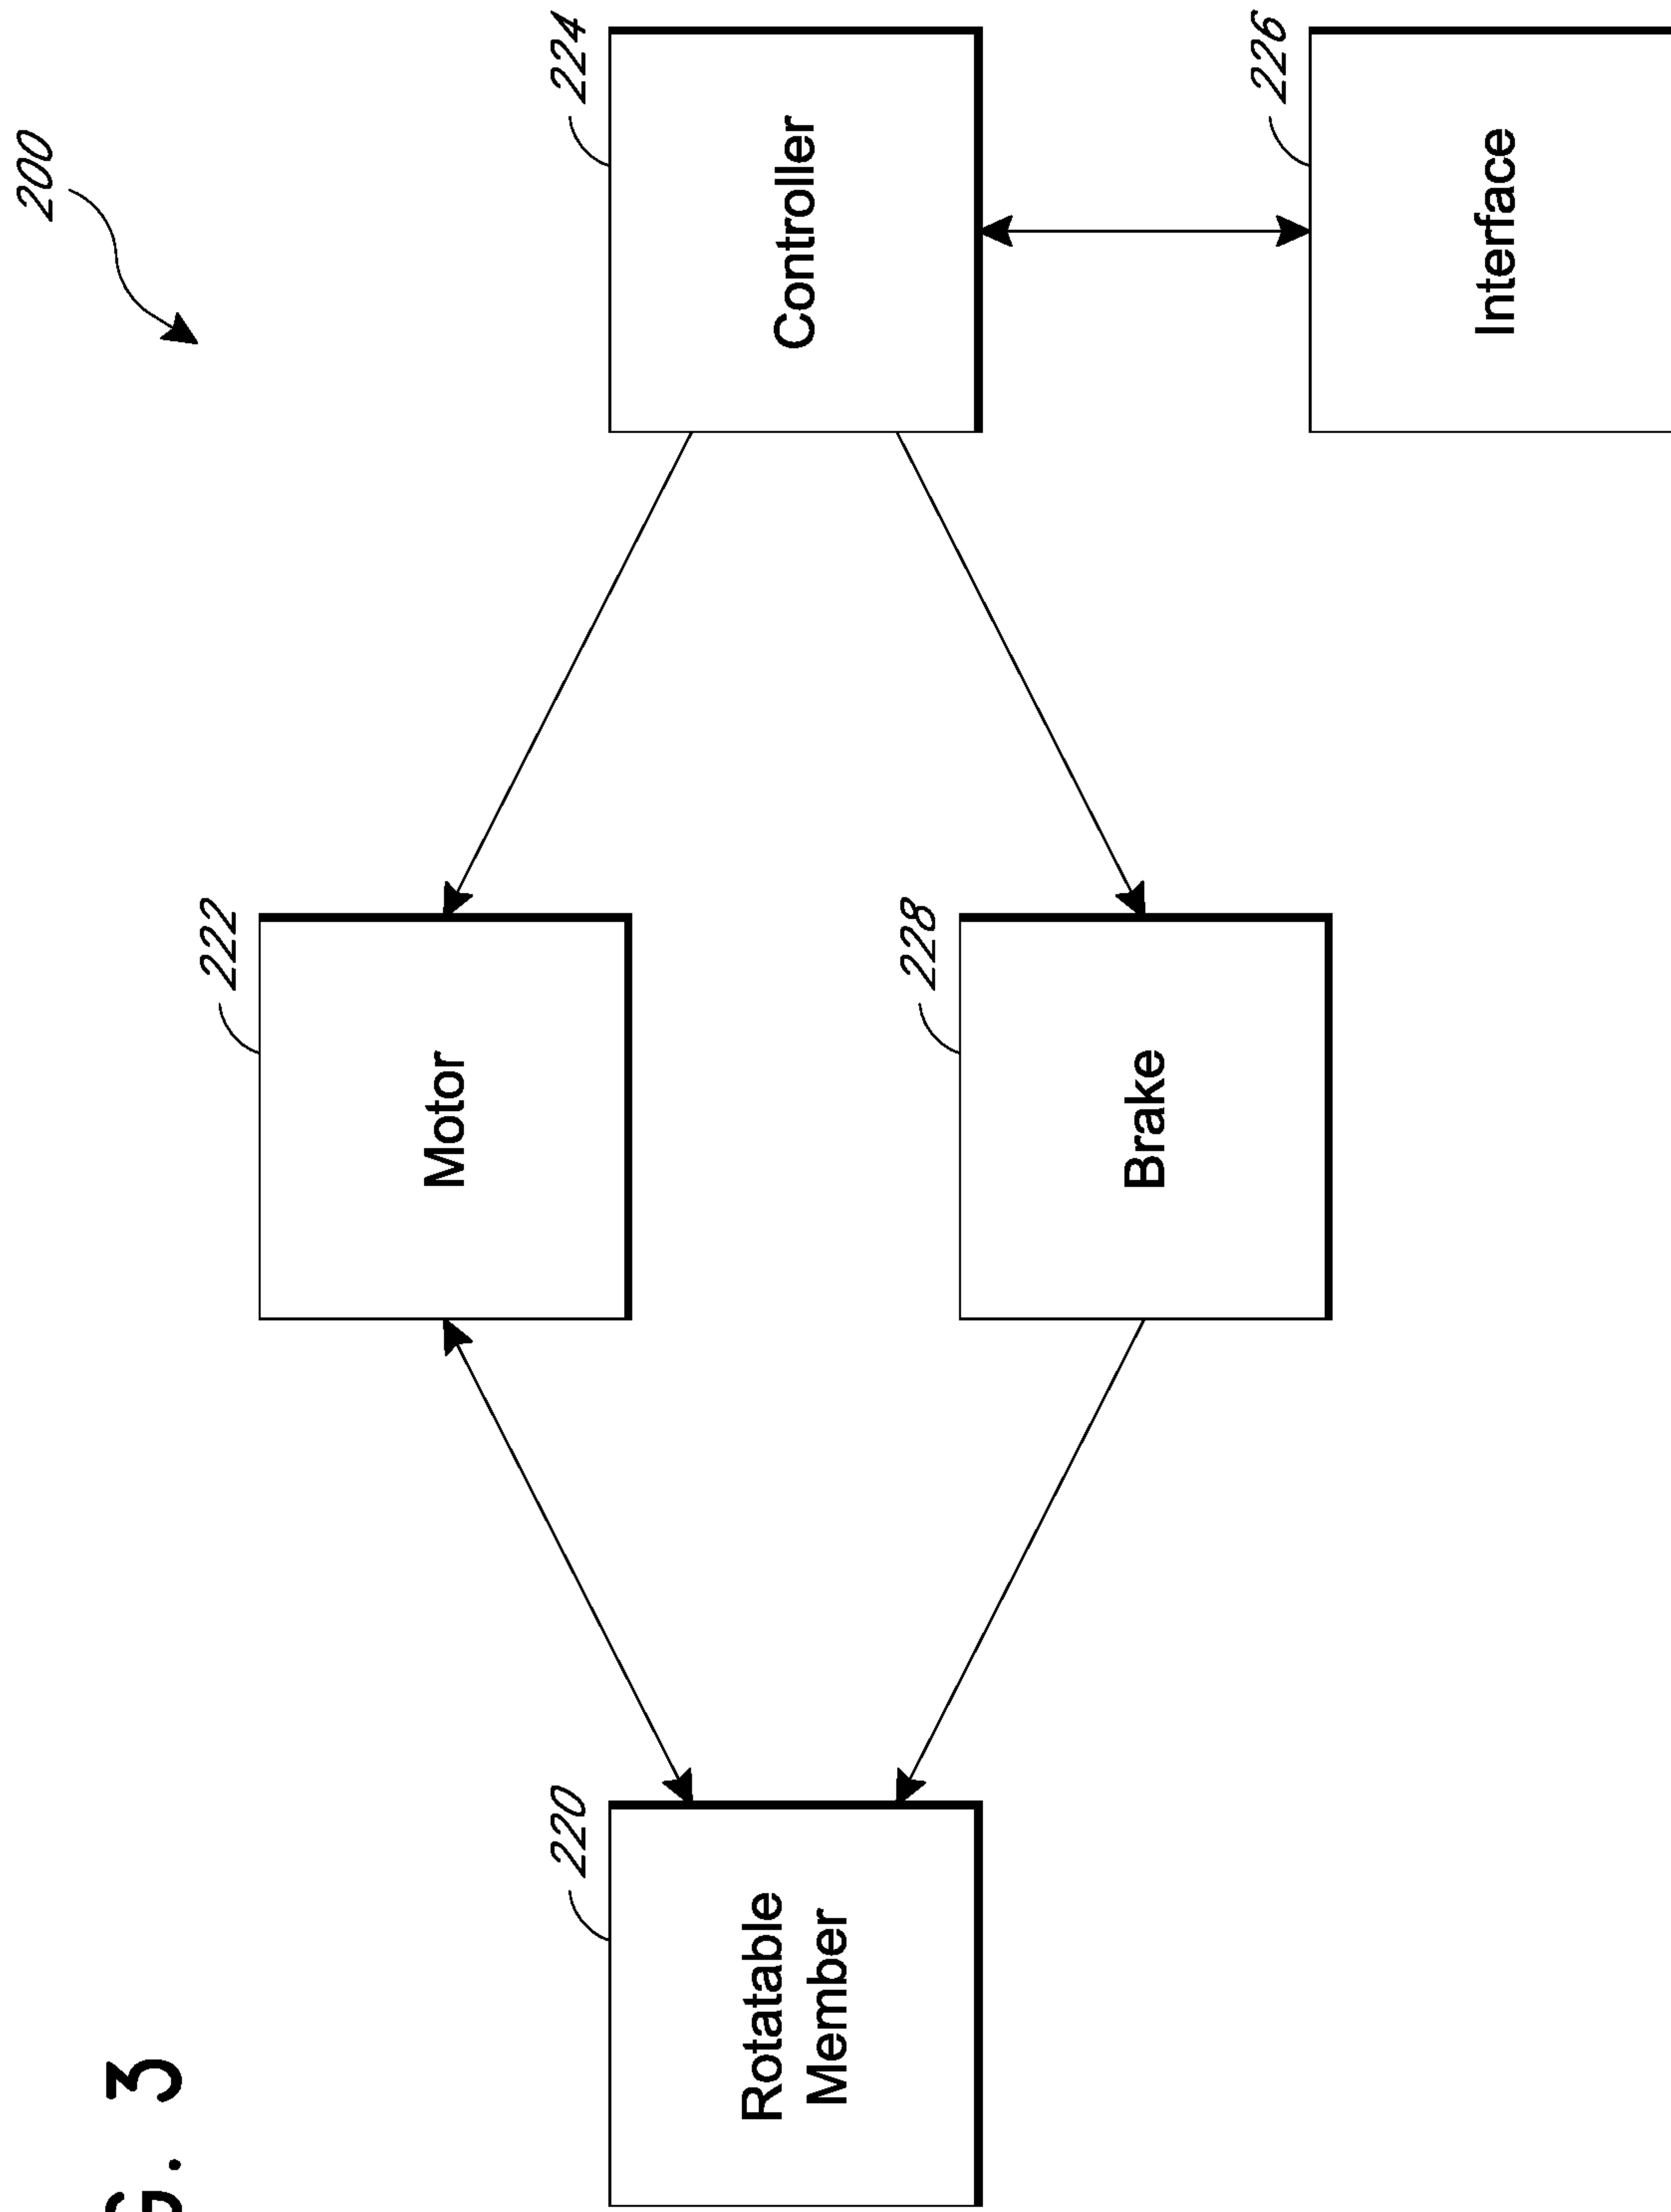 200
G. 3
222
Motor
220
224
Rotatable
Member
Controller
228
Brake
226
Interface